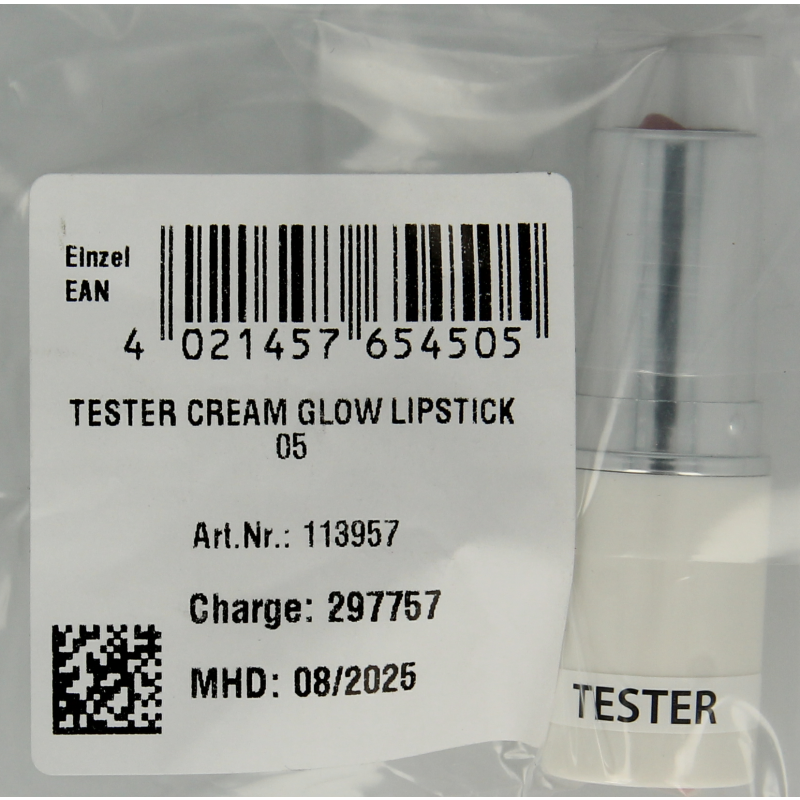 Einzel
EAN
4 021457 654505
TESTER CREAM GLOW LIPSTICK
05
Art.Nr.: 113957
Charge: 297757
MHD: 08/2025
TESTER